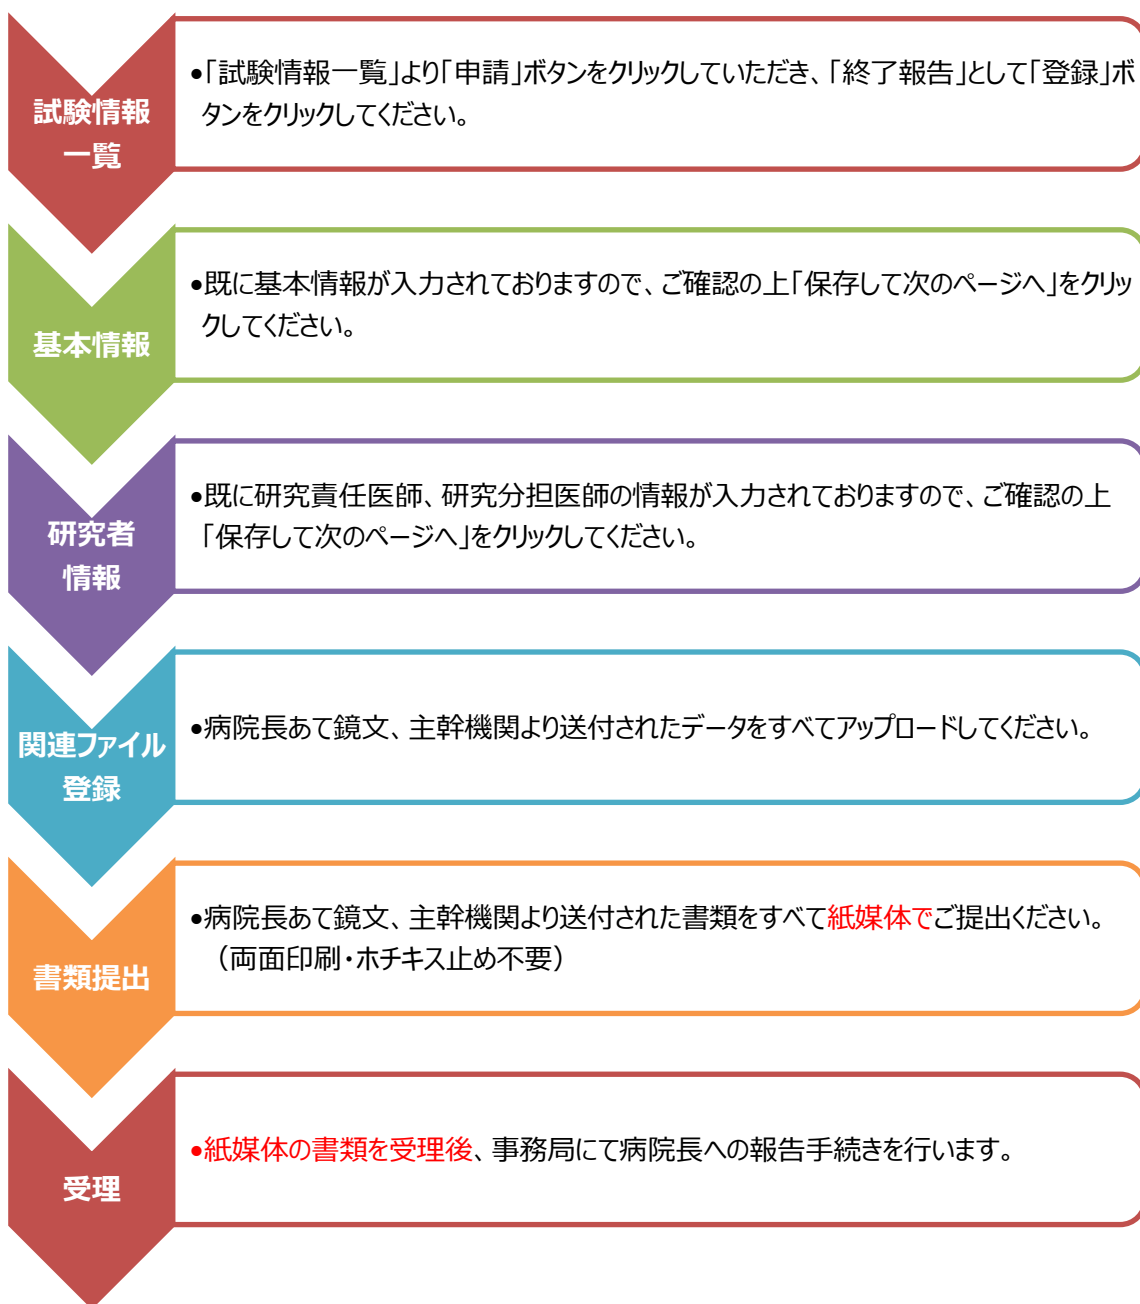 試験情報
一覧
•「試験情報一覧」より「申請」ボタンをクリックしていただき、「終了報告」として「登録」ボ
タンをクリックしてください。
基本情報
•既に基本情報が入力されておりますので、ご確認の上「保存して次のページへ」をクリッ
クしてください。
研究者
情報
•既に研究責任医師、研究分担医師の情報が入力されておりますので、ご確認の上
「保存して次のページへ」をクリックしてください。
関連ファイル
登録
•病院長あて鏡文、主幹機関より送付されたデータをすべてアップロードしてください。
書類提出
•病院長あて鏡文、主幹機関より送付された書類をすべて紙媒体でご提出ください。
（両面印刷・ホチキス止め不要）
受理
•紙媒体の書類を受理後、事務局にて病院長への報告手続きを行います。